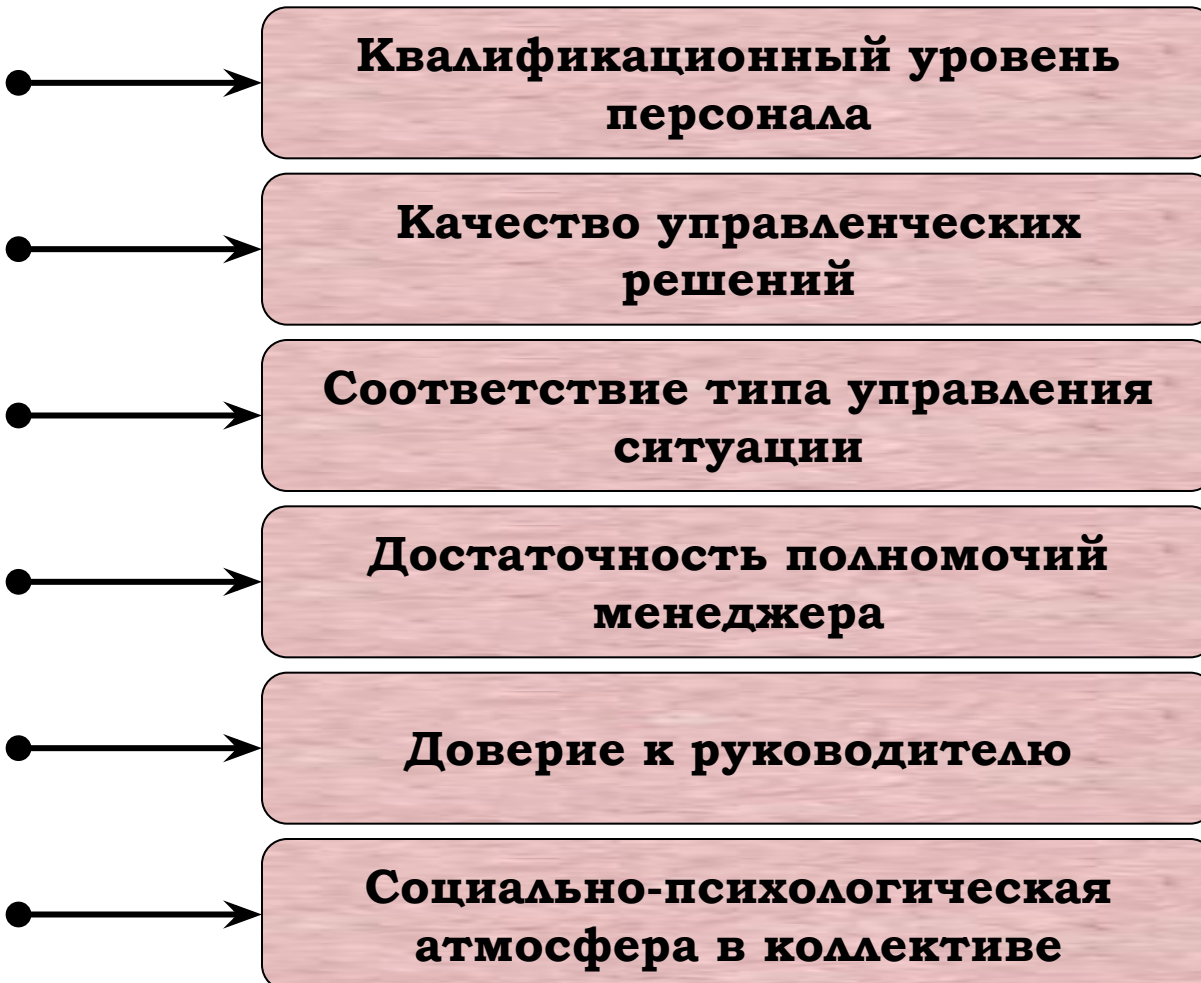 Квалификационный уровень
персонала
Качество управленческих
решений
Соответствие типа управления
ситуации
Достаточность полномочий
менеджера
Доверие к руководителю
Социально-психологическая
атмосфера в коллективе